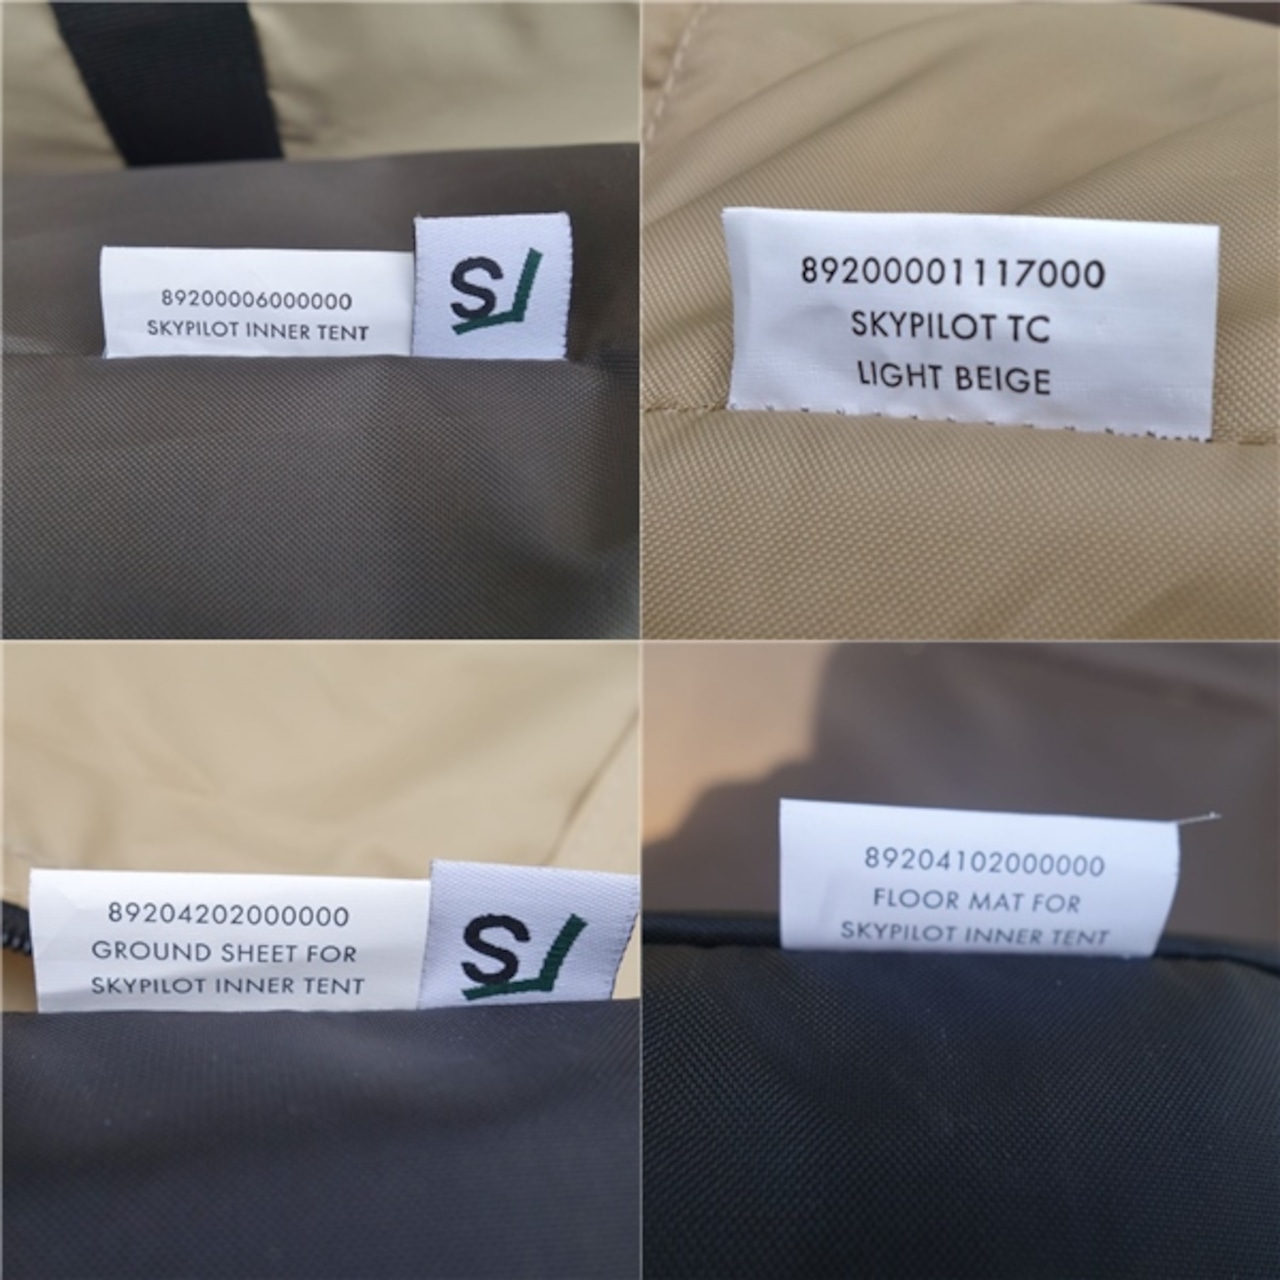 89200006000000
SKYPILOT INNER TENT
S
89200001117000
SKYPILOT TC
LIGHT BEIGE
89204202000000
GROUND SHEET FOR
SKYPILOT INNER TENT
S
89204102000000
FLOOR MAT FOR
SKYPILOT INNER TENT